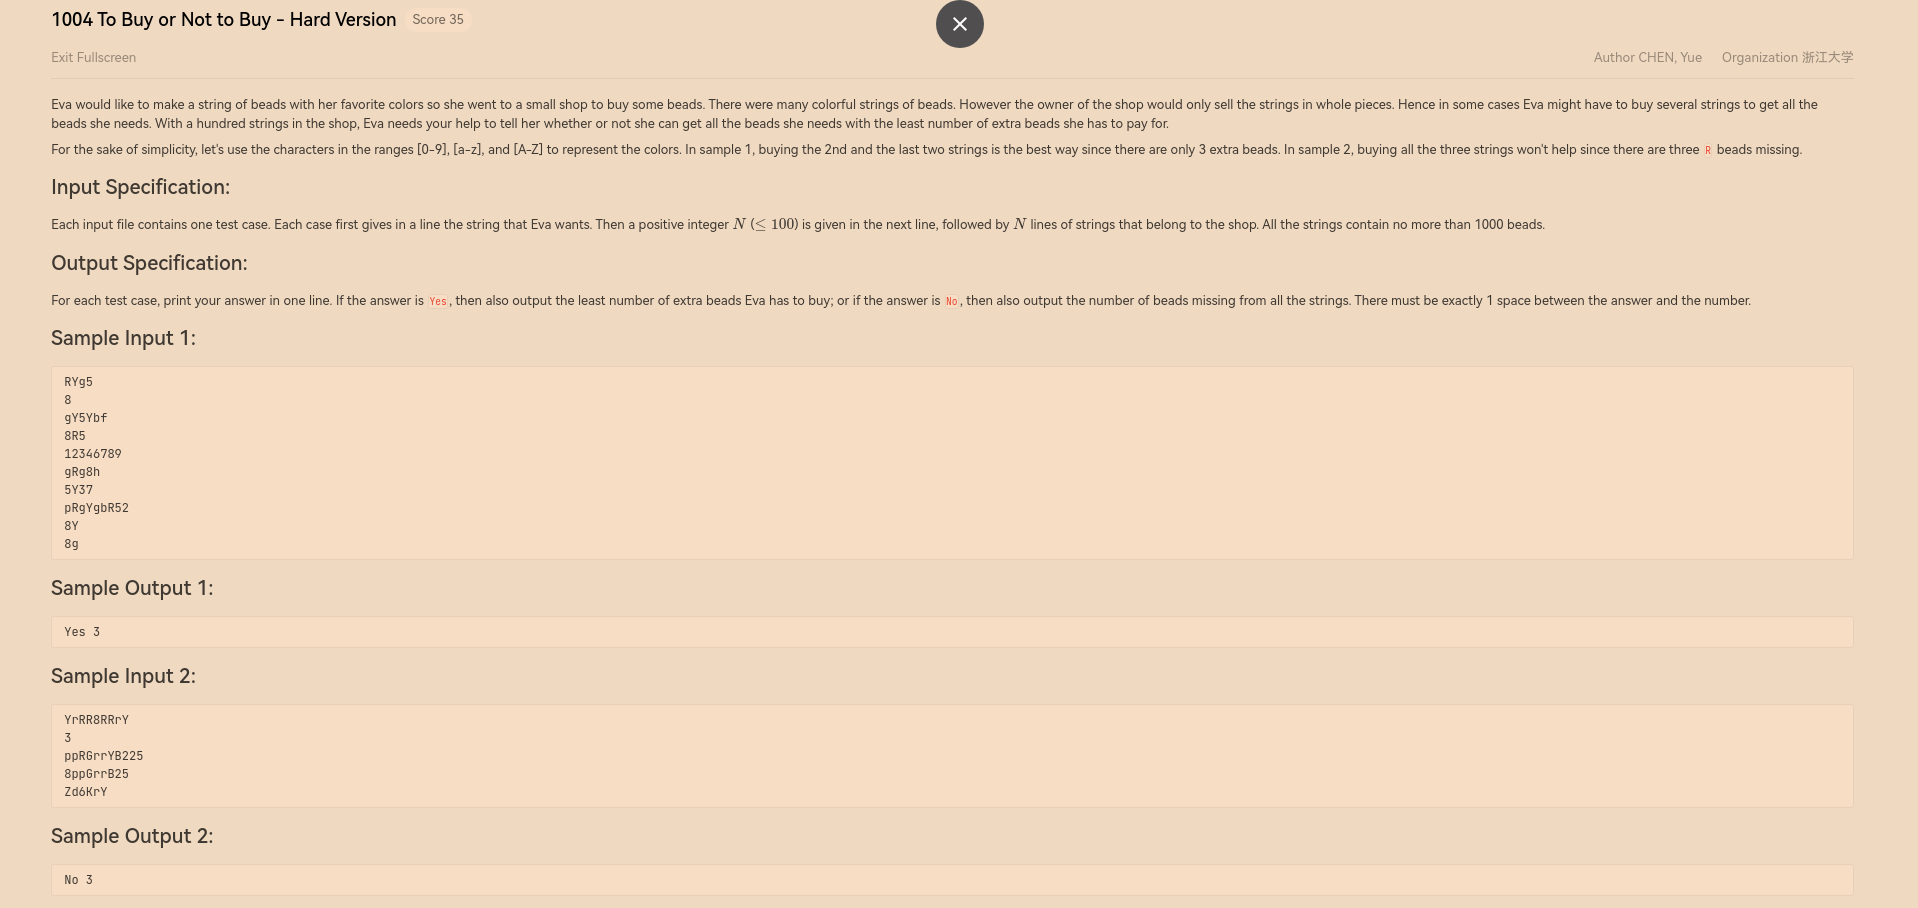 1004 To Buy or Not to Buy - Hard Version Score 35
Exit Fullscreen Author CHEN, Yue Organization 浙江大学
Eva would like to make a string of beads with her favorite colors so she went to a small shop to buy some beads. There were many colorful strings of beads. However the owner of the shop would only sell the strings in whole pieces. Hence in some cases Eva might have to buy several strings to get all the
beads she needs. With a hundred strings in the shop, Eva needs your help to tell her whether or not she can get all the beads she needs with the least number of extra beads she has to pay for.
For the sake of simplicity, let's use the characters in the ranges [0-9], [a-z], and [A-Z] to represent the colors. In sample 1, buying the 2nd and the last two strings is the best way since there are only 3 extra beads. In sample 2, buying all the three strings won't help since there are three R beads missing.
Input Specification:
Each input file contains one test case. Each case first gives in a line the string that Eva wants. Then a positive integer N (≤ 100) is given in the next line, followed by N lines of strings that belong to the shop. All the strings contain no more than 1000 beads.
Output Specification:
For each test case, print your answer in one line. If the answer is Yes, then also output the least number of extra beads Eva has to buy; or if the answer is No, then also output the number of beads missing from all the strings. There must be exactly 1 space between the answer and the number.
Sample Input 1:
RYg5
8
gY5Ybf
8R5
12346789
gRg8h
5Y37
pRgYgbR52
8Y
8g
Sample Output 1:
Yes 3
Sample Input 2:
YrRR8RRrY
3
ppRGrrYB225
8ppGrrB25
Zd6KrY
Sample Output 2:
No 3